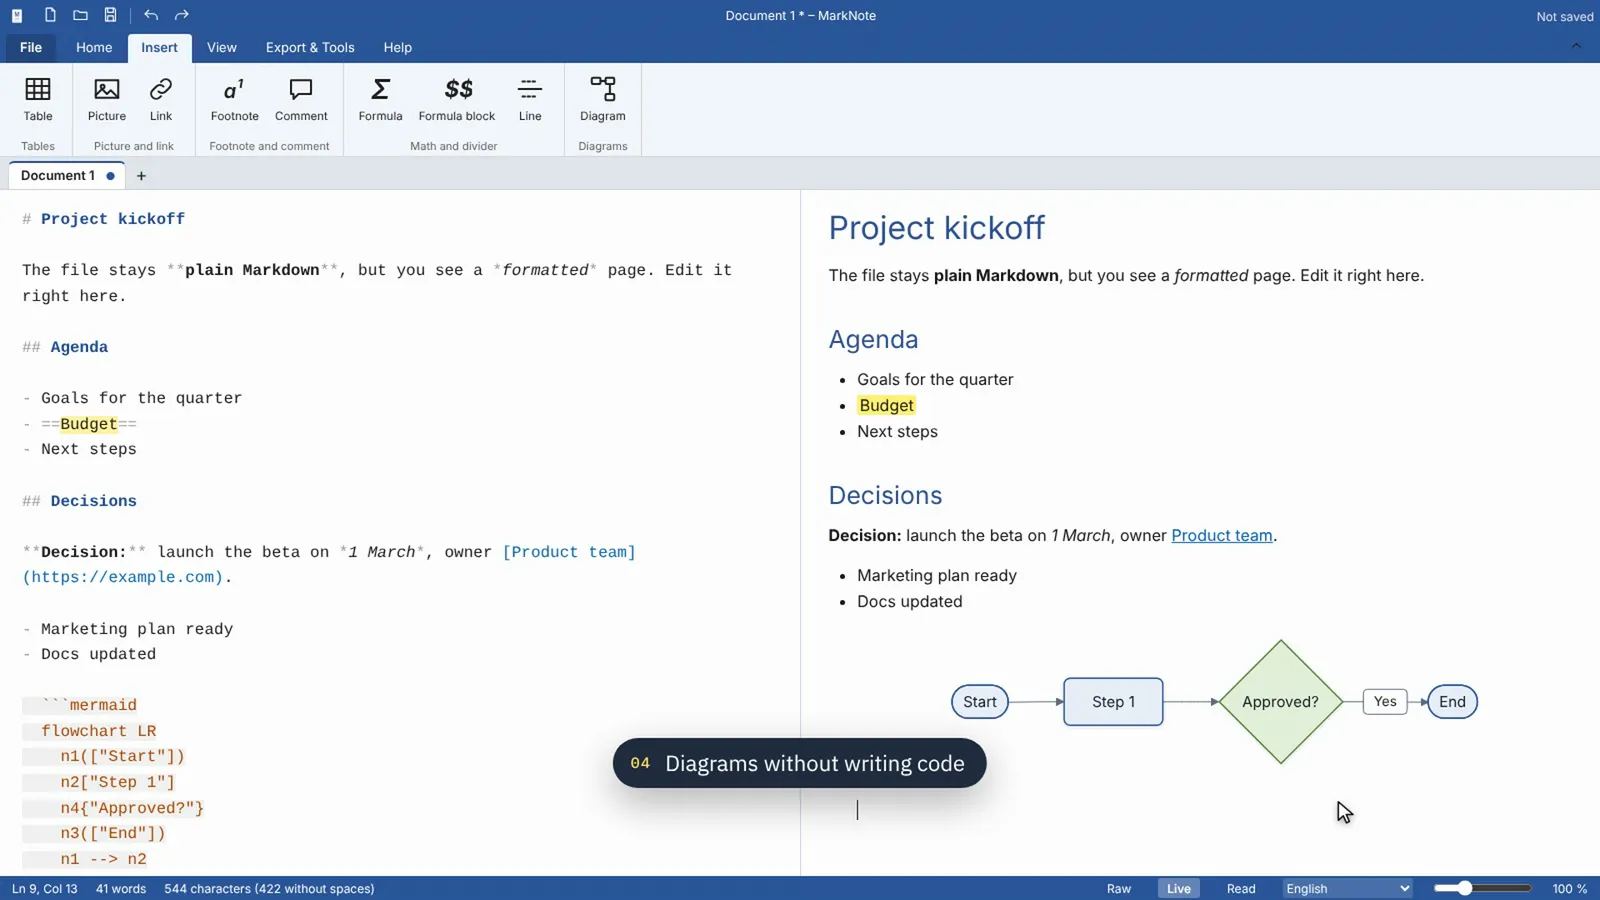 Document 1 * – MarkNote
Not saved
File
Home
Insert
View
Export & Tools
Help
Table
Picture
Link
a¹
Footnote
Comment
Σ
Formula
$$
Formula block
Line
Diagram
Tables
Picture and link
Footnote and comment
Math and divider
Diagrams
Document 1
+
# Project kickoff
The file stays **plain Markdown**, but you see a *formatted* page. Edit it
right here.
## Agenda
- Goals for the quarter
- ==Budget==
- Next steps
## Decisions
**Decision:** launch the beta on *1 March*, owner [Product team]
(https://example.com).
- Marketing plan ready
- Docs updated
```mermaid
flowchart LR
n1(["Start"])
n2["Step 1"]
n4{"Approved?"}
n3(["End"])
n1 --> n2
Project kickoff
The file stays plain Markdown, but you see a formatted page. Edit it right here.
Agenda
• Goals for the quarter
• Budget
• Next steps
Decisions
Decision: launch the beta on 1 March, owner Product team.
• Marketing plan ready
• Docs updated
Start
Step 1
Approved?
Yes
End
04 Diagrams without writing code
Ln 9, Col 13
41 words
544 characters (422 without spaces)
Raw
Live
Read
English
100 %